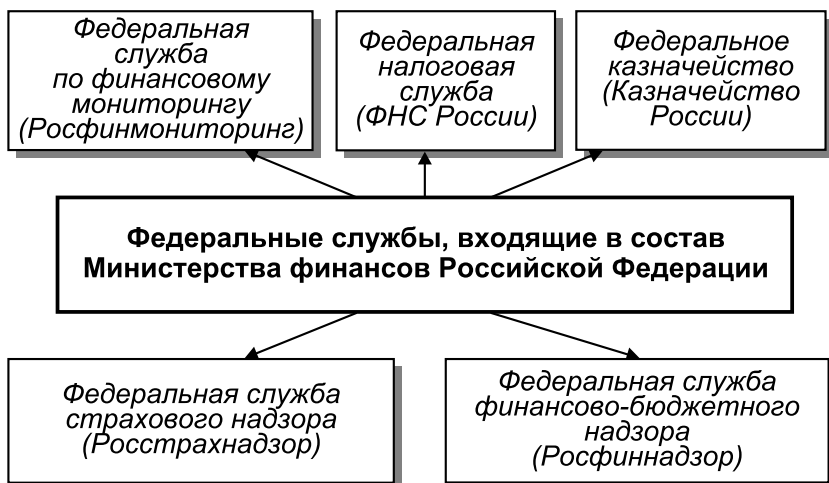 Федеральная
служба
по финансовому
мониторингу
(Росфинмониторинг)
Федеральная
налоговая
служба
(ФНС России)
Федеральное
казначейство
(Казначейство
России)
Федеральные службы, входящие в состав
Министерства финансов Российской Федерации
Федеральная служба
страхового надзора
(Росстрахнадзор)
Федеральная служба
финансово-бюджетного
надзора
(Росфиннадзор)